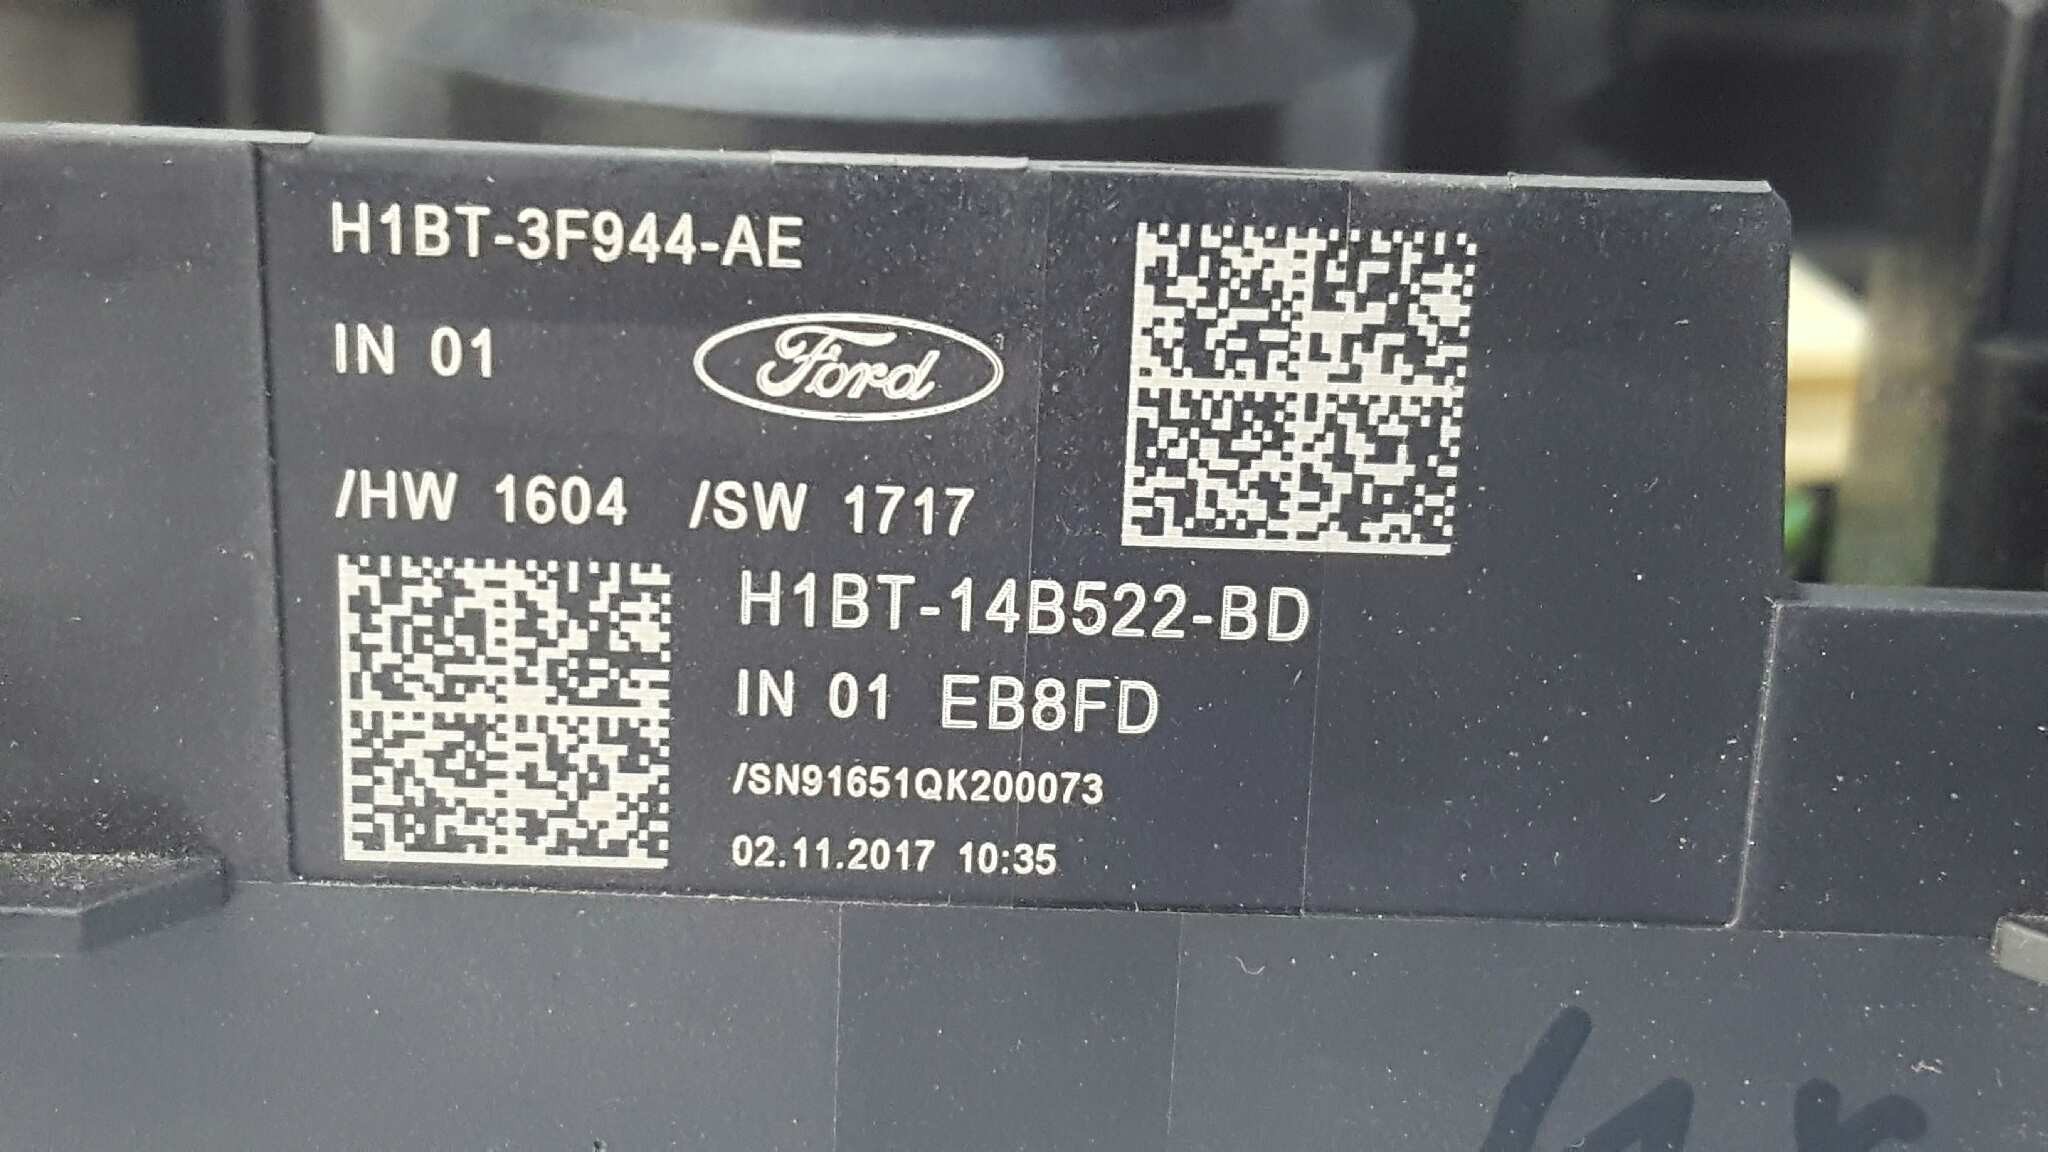 H1BT-3F944-AE
IN 01
Ford
/HW 1604 /SW 1717
H1BT-14B522-BD
IN 01 EB8FD
/SN91651QK200073
02.11.2017 10:35